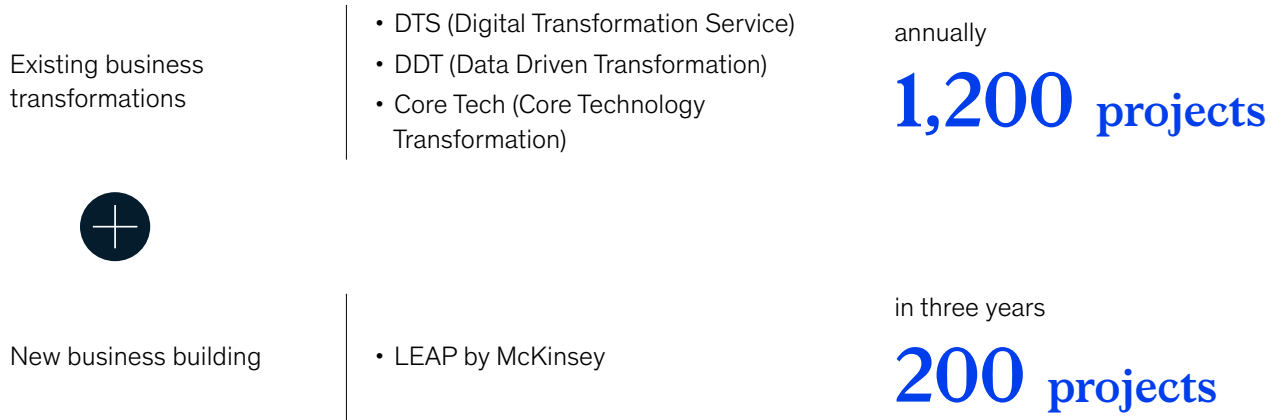 Existing business
transformations
• DTS (Digital Transformation Service)
• DDT (Data Driven Transformation)
• Core Tech (Core Technology
Transformation)
annually
1,200 projects
New business building
• LEAP by McKinsey
in three years
200 projects